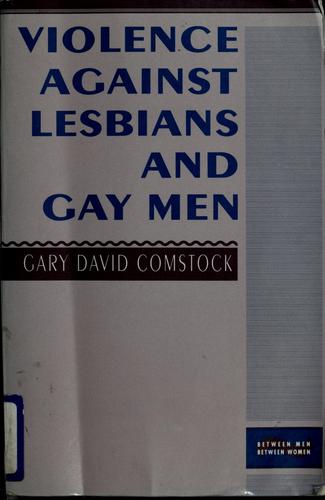 VIOLENCE
AGAINST
LESBIANS
AND
GAY MEN
GARY DAVID COMSTOCK
BETWEEN MEN
BETWEEN WOMEN